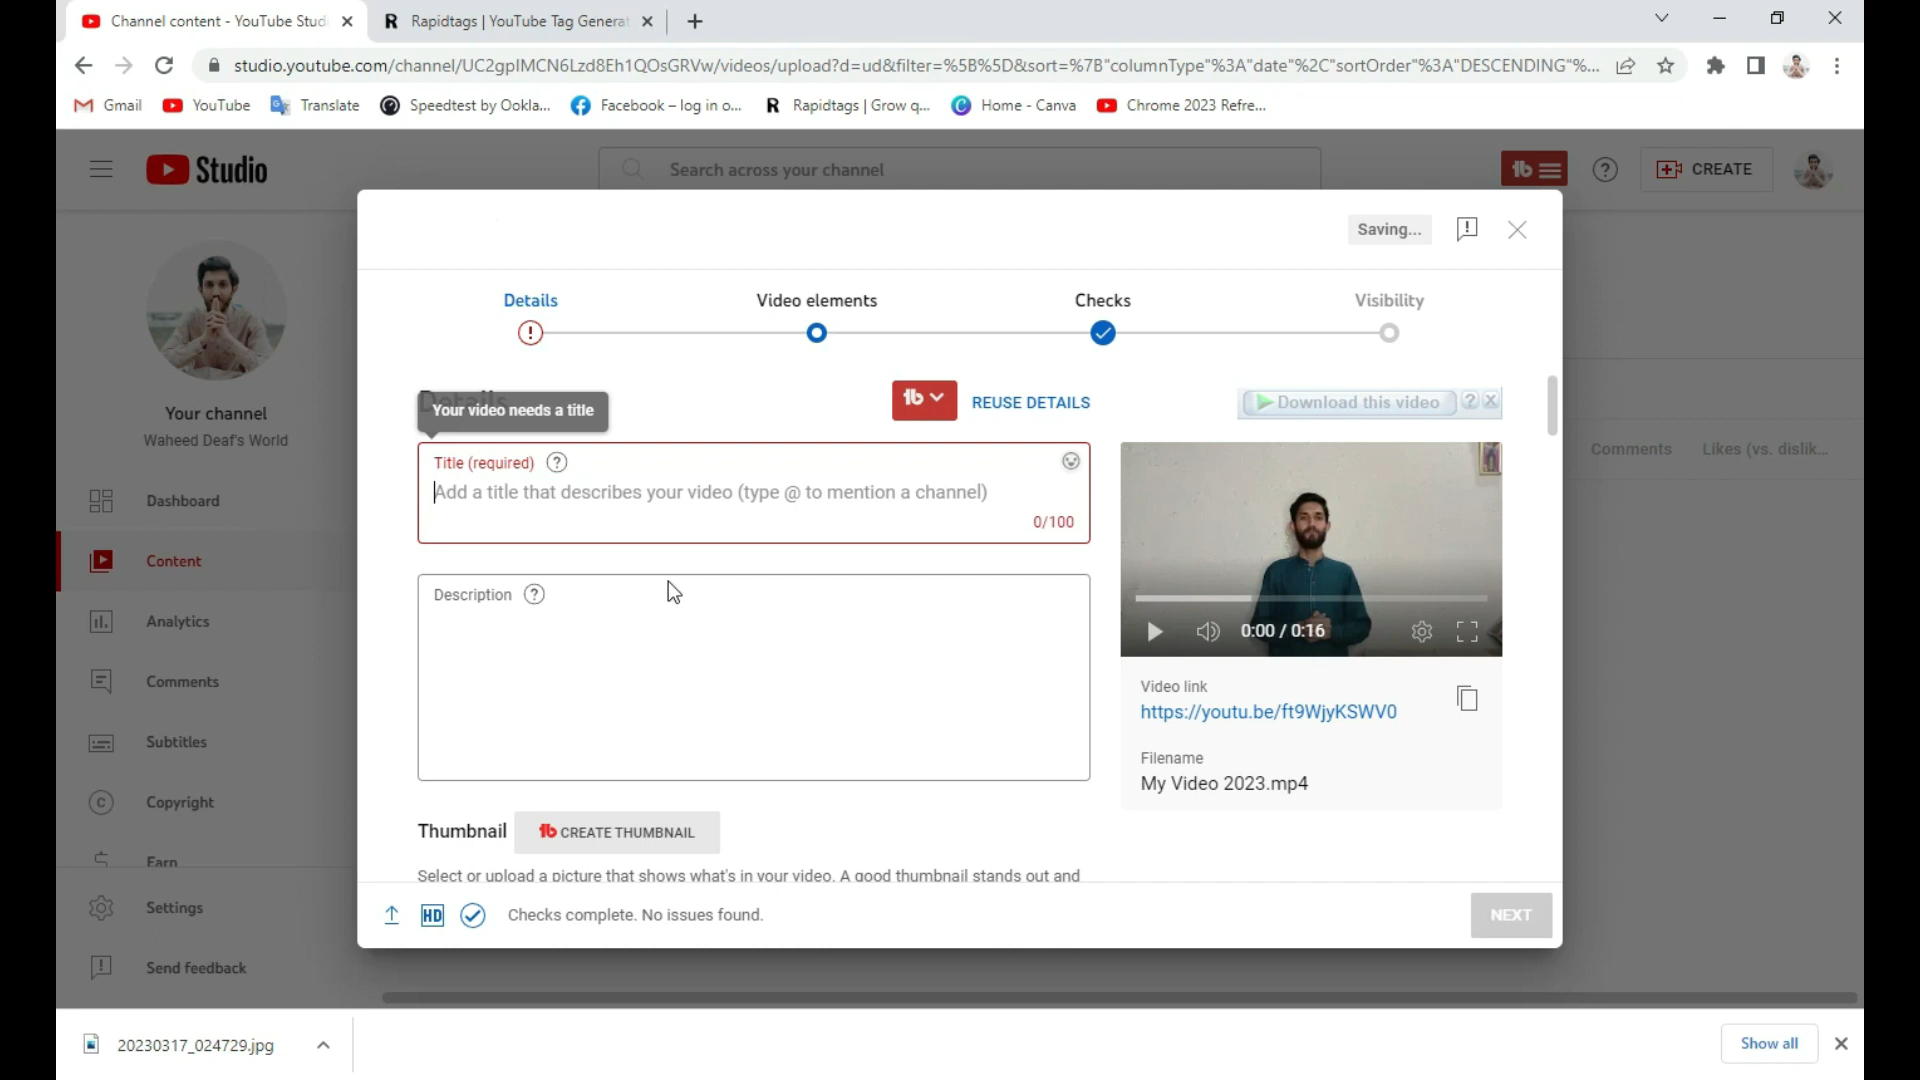 Channel content - YouTube Stud
Rapidtags | YouTube Tag Generat
studio.youtube.com/channel/UC2gplMCN6Lzd8Eh1QOsGRVw/videos/upload?d=ud&filter=%5B%5D&sort=%7B"columnType"%3A"date"%2C"sortOrder"%3A"DESCENDING"%...
Gmail
YouTube
Translate
Speedtest by Ookla...
Facebook – log in o...
Rapidtags | Grow q...
Home - Canva
Chrome 2023 Refre...
Studio
Search across your channel
CREATE
Saving...
Details
Video elements
Checks
Visibility
Your channel
Waheed Deaf's World
Dashboard
Content
Analytics
Comments
Subtitles
Copyright
Earn
Settings
Send feedback
Details
Your video needs a title
REUSE DETAILS
Download this video
Title (required)
Add a title that describes your video (type @ to mention a channel)
0/100
Description
0:00 / 0:16
Video link
https://youtu.be/ft9WjyKSWV0
Filename
My Video 2023.mp4
Thumbnail
CREATE THUMBNAIL
Select or upload a picture that shows what's in your video. A good thumbnail stands out and
HD
Checks complete. No issues found.
NEXT
Comments
Likes (vs. dislik...
20230317_024729.jpg
Show all